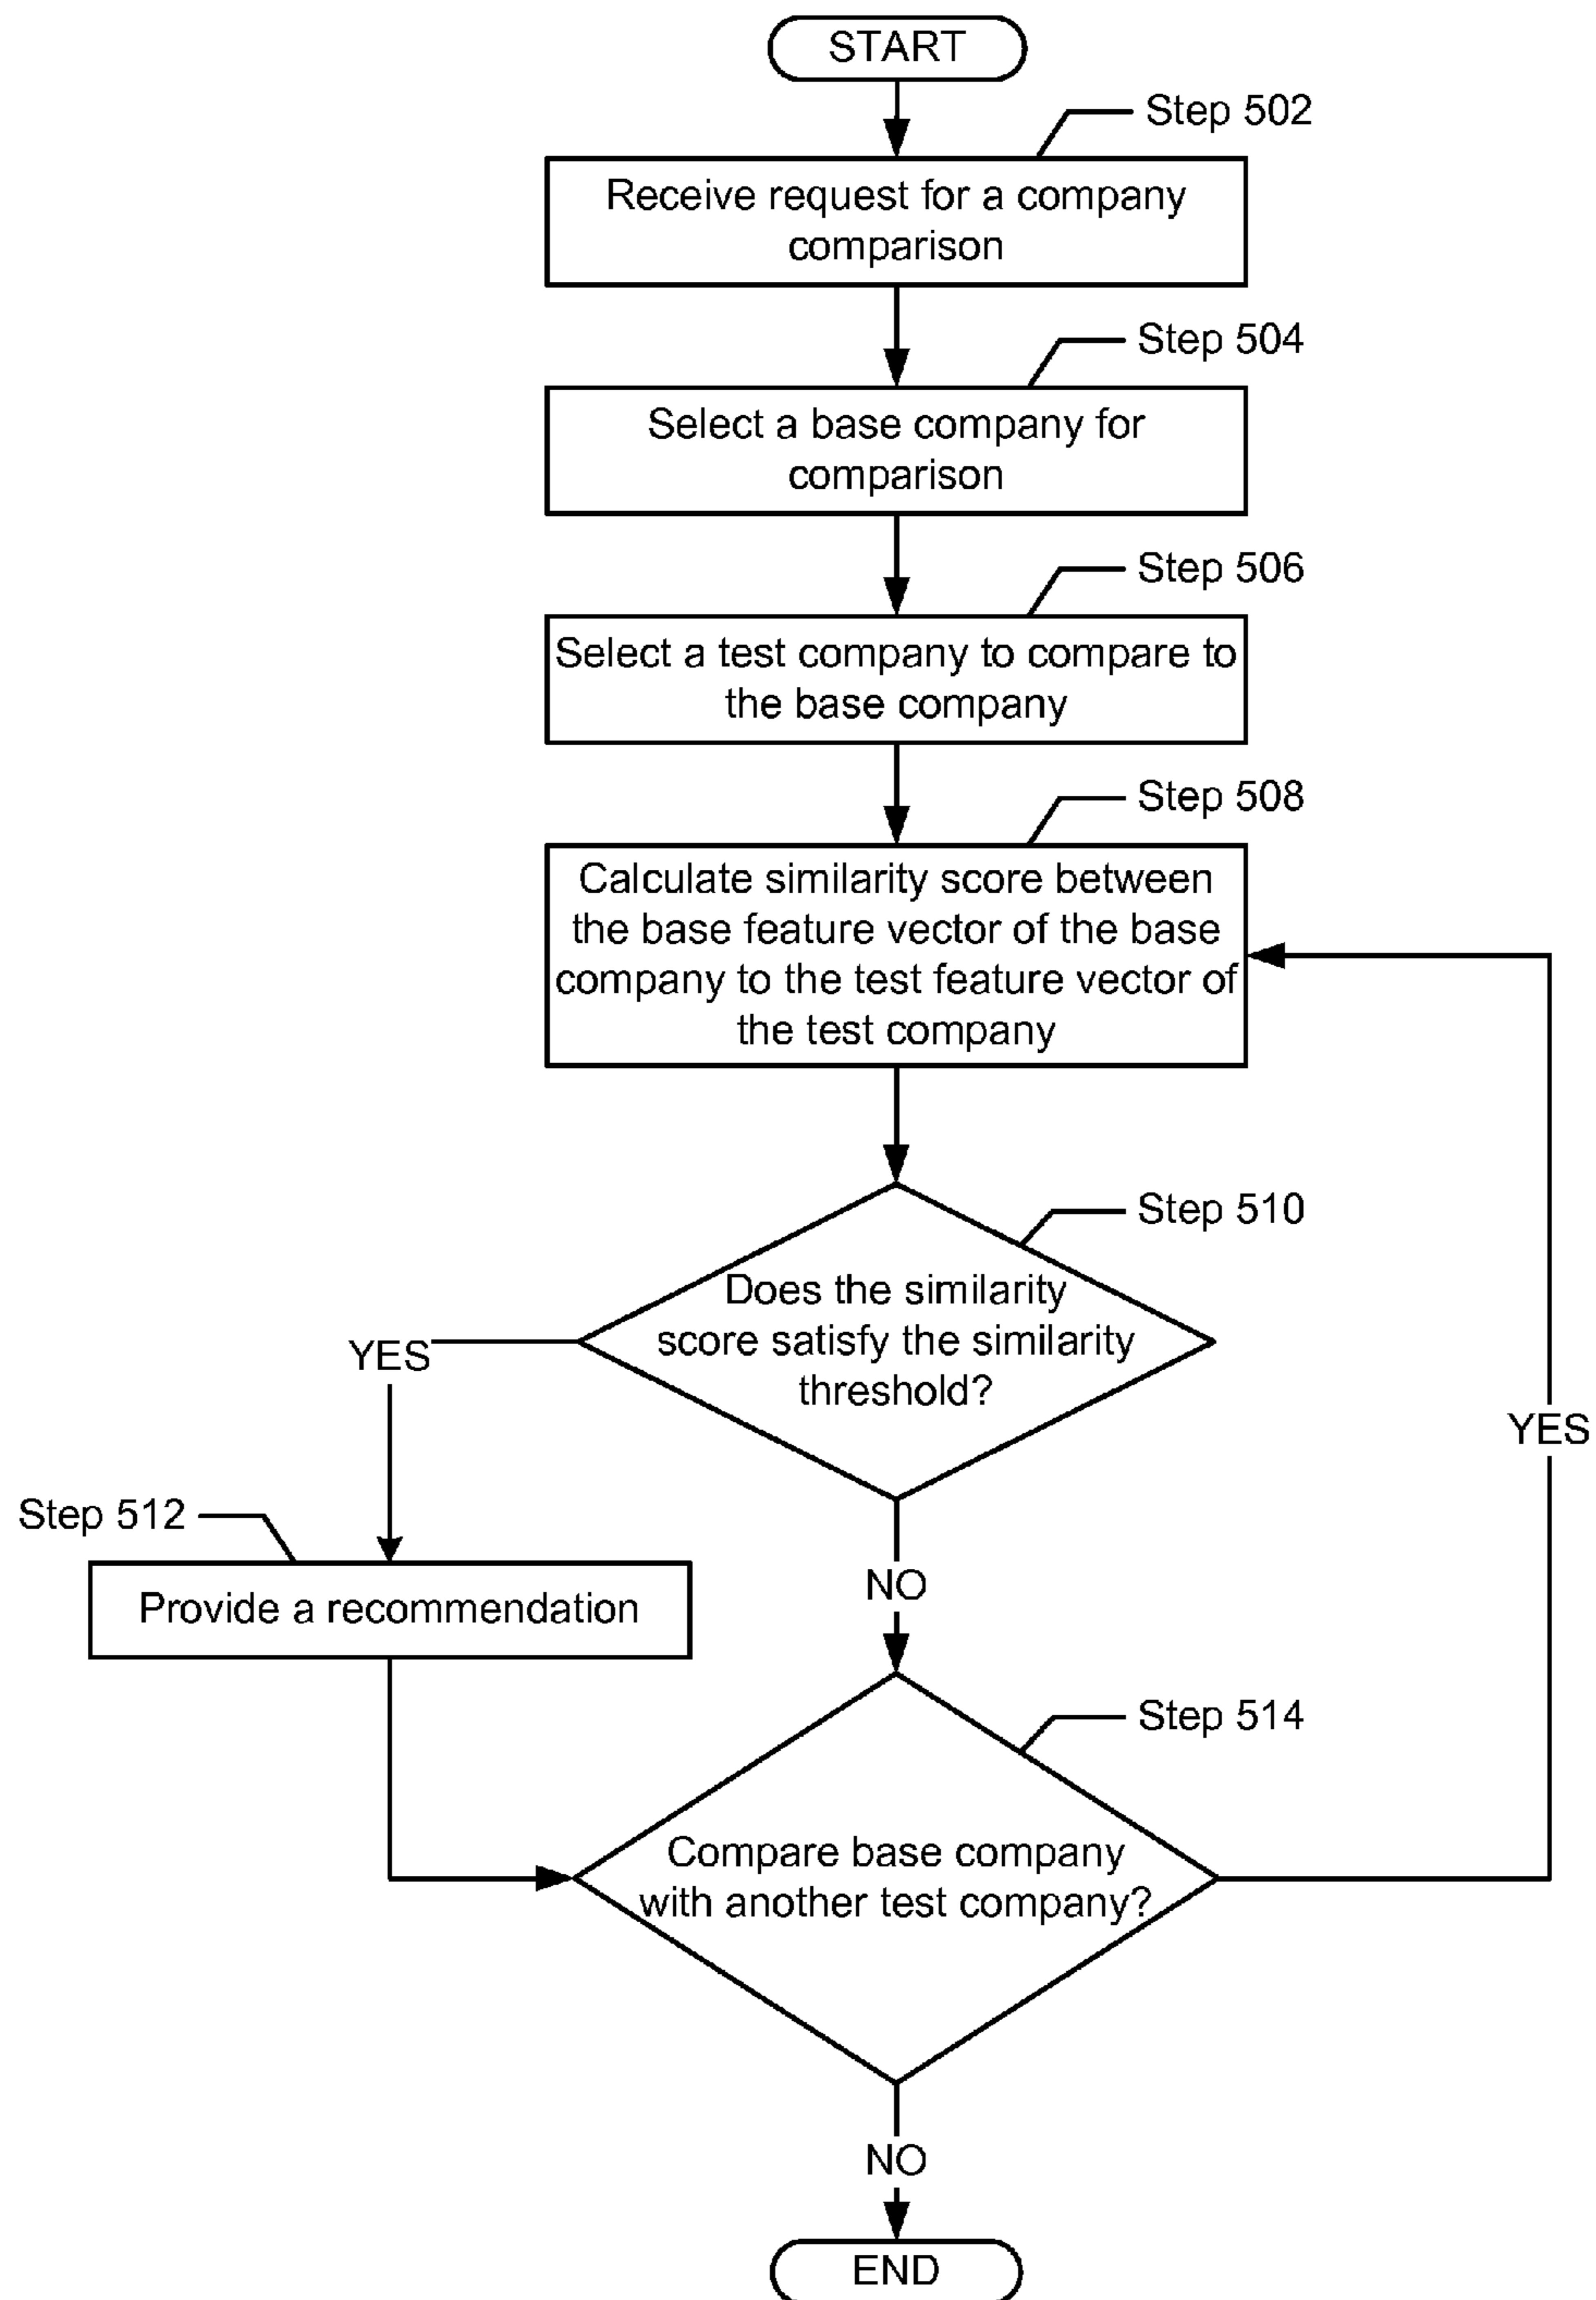 START
Step 502
Receive request for a company
comparison
Step 504
Select a base company for
comparison
Step 506
Select a test company to compare to
the base company
Step 508
Calculate similarity score between
the base feature vector of the base
company to the test feature vector of
the test company
Step 510
Does the similarity
score satisfy the similarity
threshold?
YES
YES
Step 512
Provide a recommendation
NO
Step 514
Compare base company
with another test company?
NO
END